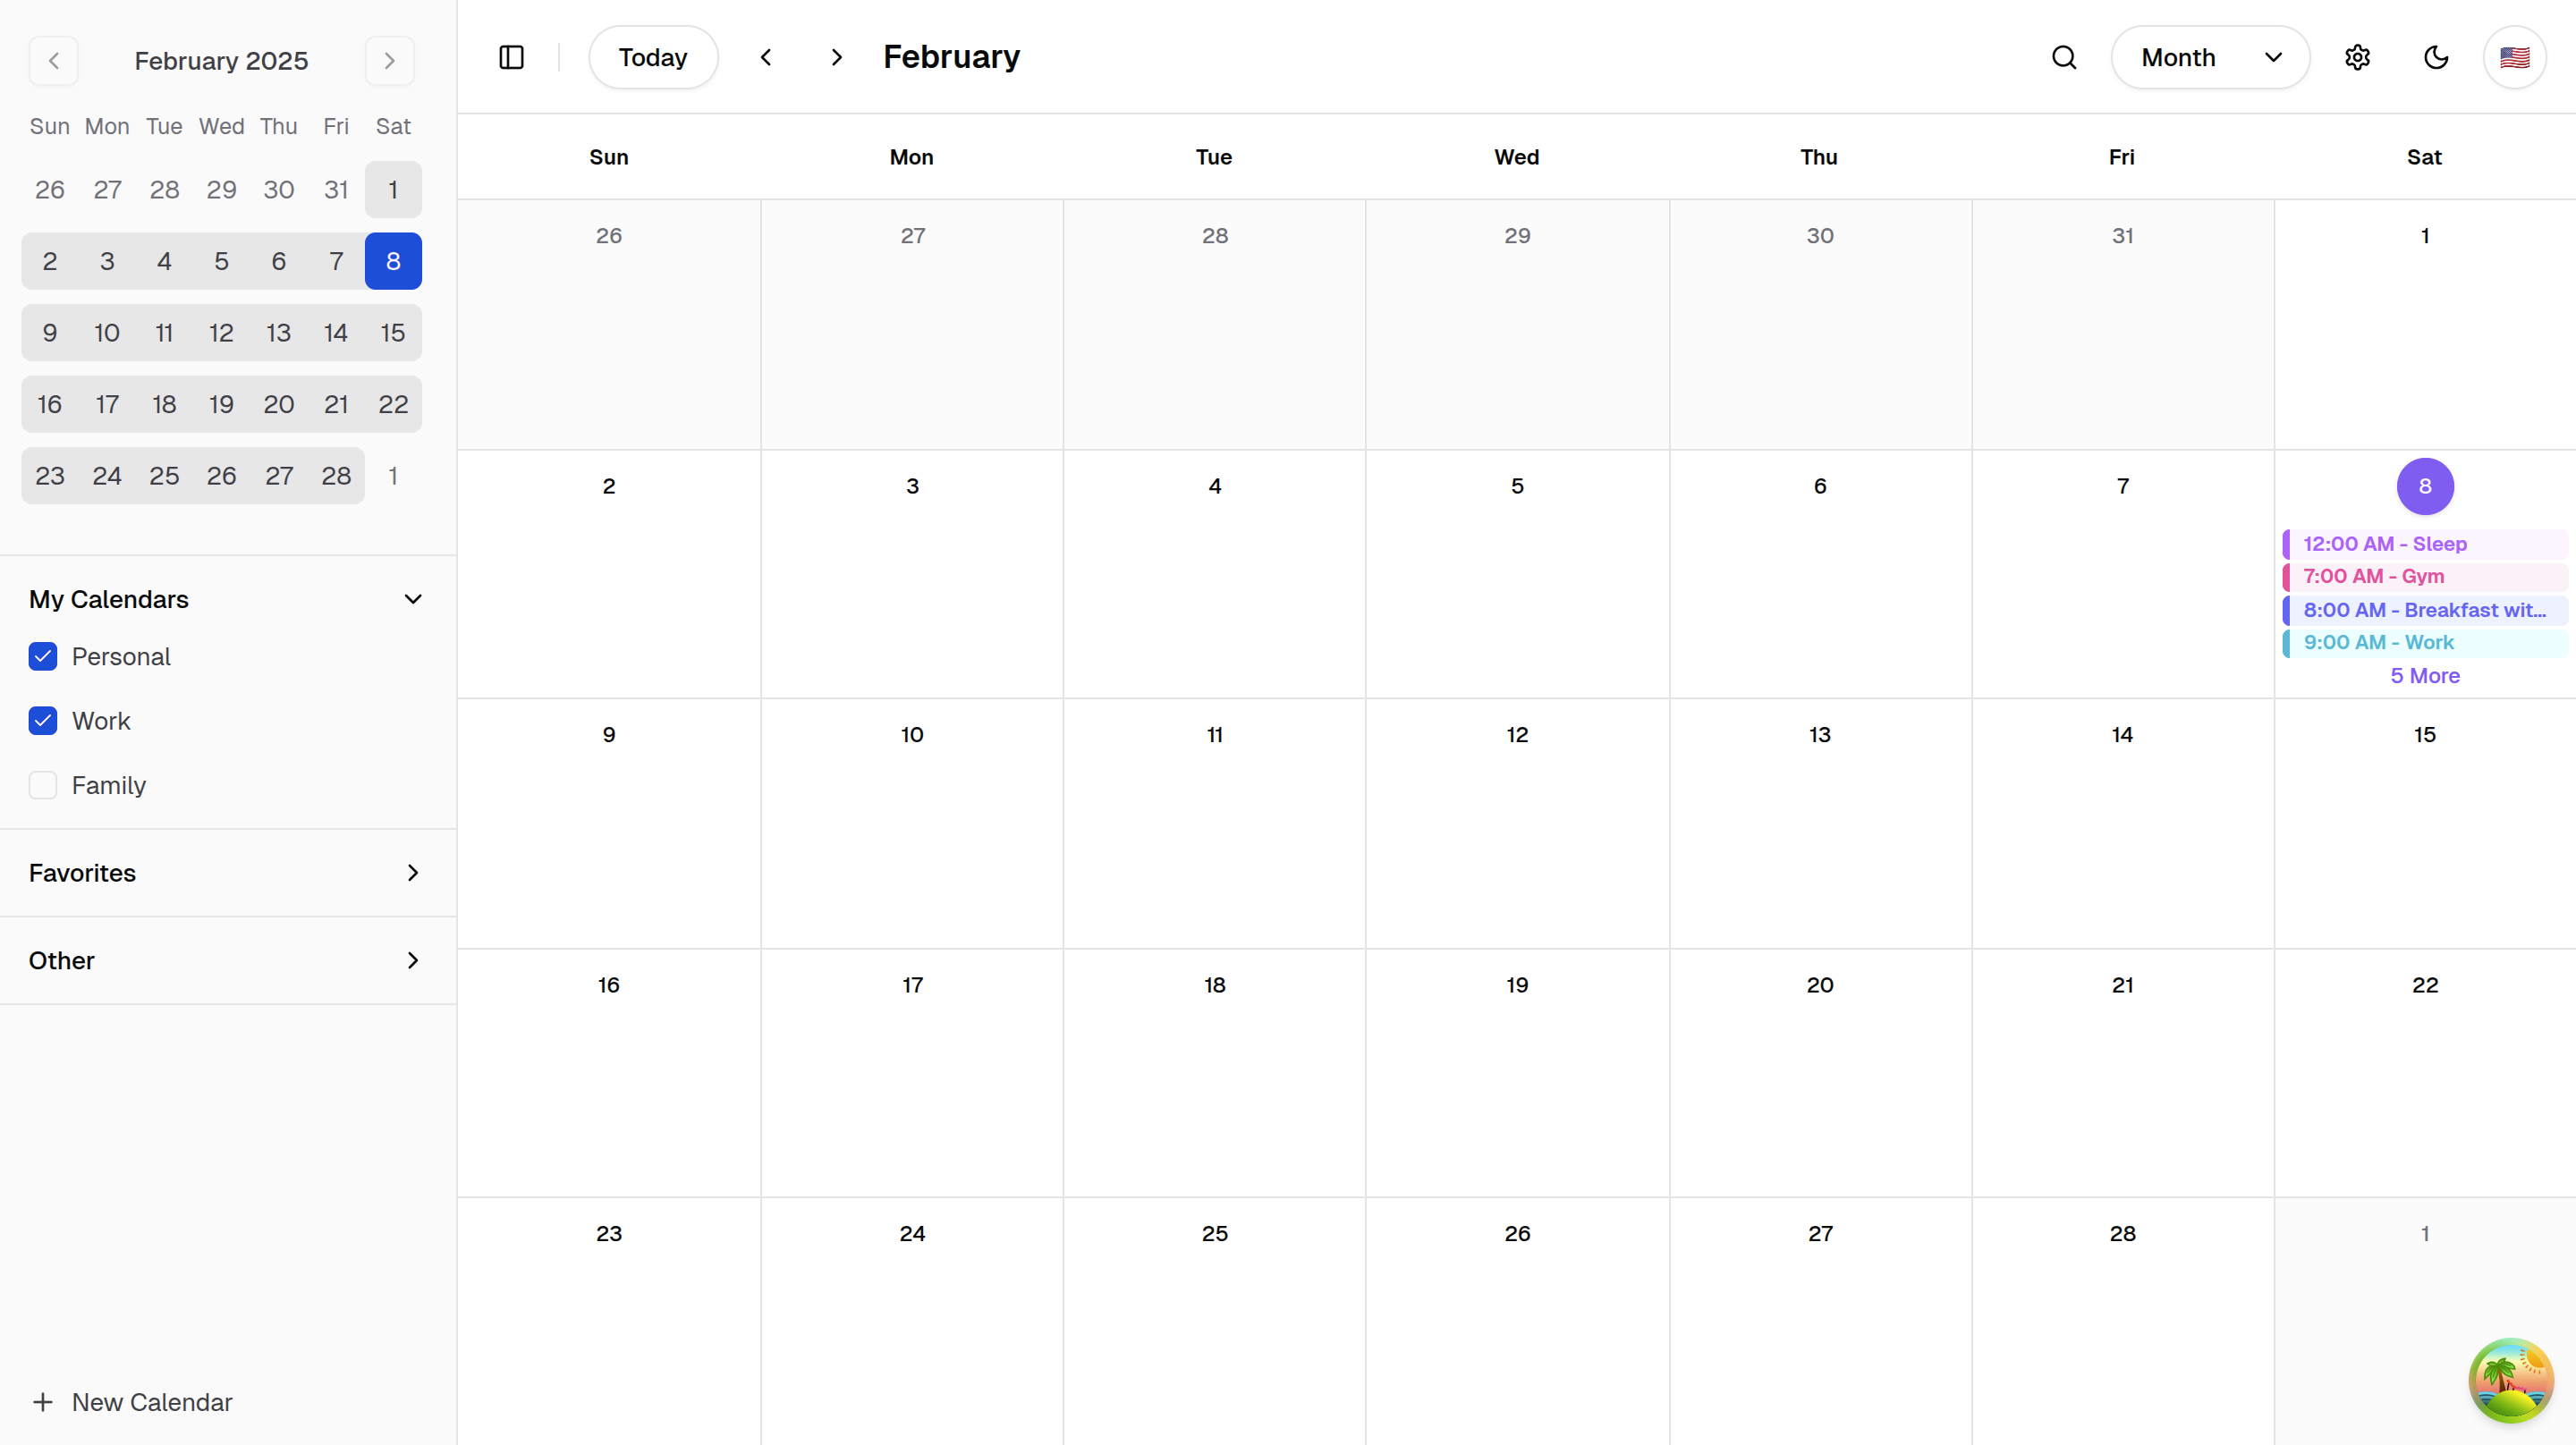 February 2025
Sun Mon Tue Wed Thu Fri Sat
26 27 28 29 30 31 1
2 3 4 5 6 7 8
9 10 11 12 13 14 15
16 17 18 19 20 21 22
23 24 25 26 27 28 1
My Calendars
Personal
Work
Family
Favorites
Other
New Calendar
Today
February
Month
Sun Mon Tue Wed Thu Fri Sat
26 27 28 29 30 31 1
2 3 4 5 6 7 8
12:00 AM - Sleep
7:00 AM - Gym
8:00 AM - Breakfast wit...
9:00 AM - Work
5 More
9 10 11 12 13 14 15
16 17 18 19 20 21 22
23 24 25 26 27 28 1